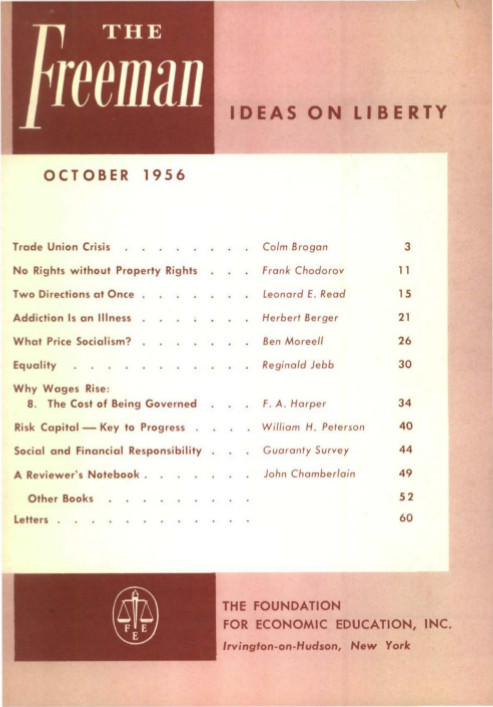 THE
Freeman
IDEAS ON LIBERTY
OCTOBER 1956
Trade Union Crisis . . . . . . . . Colm Brogan 3
No Rights without Property Rights . . . Frank Chodorov 11
Two Directions at Once . . . . . . . Leonard E. Read 15
Addiction Is an Illness . . . . . . . Herbert Berger 21
What Price Socialism? . . . . . . . Ben Moreell 26
Equality . . . . . . . . . . . Reginald Jebb 30
Why Wages Rise:
8. The Cost of Being Governed . . . F. A. Harper 34
Risk Capital — Key to Progress . . . . William H. Peterson 40
Social and Financial Responsibility . . . Guaranty Survey 44
A Reviewer's Notebook . . . . . . . John Chamberlain 49
Other Books . . . . . . . . . 52
Letters . . . . . . . . . . . . 60
F E E
THE FOUNDATION
FOR ECONOMIC EDUCATION, INC.
Irvington-on-Hudson, New York